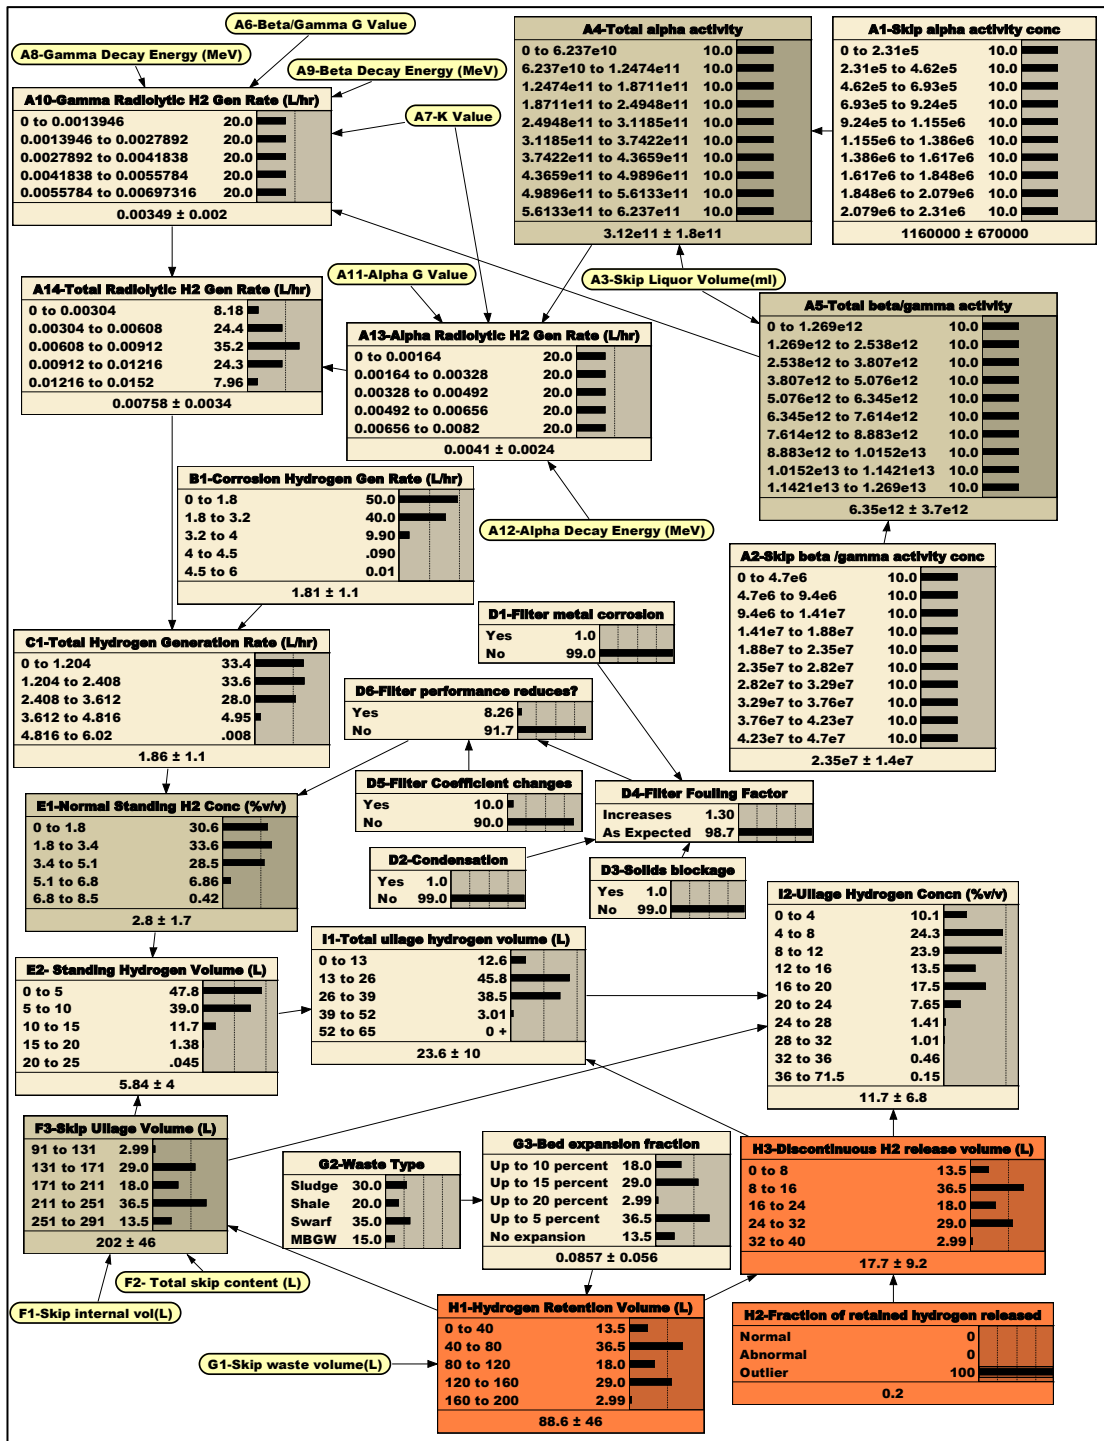 A6-Beta/Gamma G Value
A8-Gamma Decay Energy (MeV)
A9-Beta Decay Energy (MeV)
A10-Gamma Radiolytic H2 Gen Rate (L/hr)
0 to 0.0013946 20.0
0.0013946 to 0.0027892 20.0
0.0027892 to 0.0041838 20.0
0.0041838 to 0.0055784 20.0
0.0055784 to 0.00697316 20.0
0.00349 ± 0.002
A7-K Value
A4-Total alpha activity
0 to 6.237e10 10.0
6.237e10 to 1.2474e11 10.0
1.2474e11 to 1.8711e11 10.0
1.8711e11 to 2.4948e11 10.0
2.4948e11 to 3.1185e11 10.0
3.1185e11 to 3.7422e11 10.0
3.7422e11 to 4.3659e11 10.0
4.3659e11 to 4.9896e11 10.0
4.9896e11 to 5.6133e11 10.0
5.6133e11 to 6.237e11 10.0
3.12e11 ± 1.8e11
A1-Skip alpha activity conc
0 to 2.31e5 10.0
2.31e5 to 4.62e5 10.0
4.62e5 to 6.93e5 10.0
6.93e5 to 9.24e5 10.0
9.24e5 to 1.155e6 10.0
1.155e6 to 1.386e6 10.0
1.386e6 to 1.617e6 10.0
1.617e6 to 1.848e6 10.0
1.848e6 to 2.079e6 10.0
2.079e6 to 2.31e6 10.0
1160000 ± 670000
A14-Total Radiolytic H2 Gen Rate (L/hr)
0 to 0.00304 8.18
0.00304 to 0.00608 24.4
0.00608 to 0.00912 35.2
0.00912 to 0.01216 24.3
0.01216 to 0.0152 7.96
0.00758 ± 0.0034
A11-Alpha G Value
A3-Skip Liquor Volume(ml)
A13-Alpha Radiolytic H2 Gen Rate (L/hr)
0 to 0.00164 20.0
0.00164 to 0.00328 20.0
0.00328 to 0.00492 20.0
0.00492 to 0.00656 20.0
0.00656 to 0.0082 20.0
0.0041 ± 0.0024
A5-Total beta/gamma activity
0 to 1.269e12 10.0
1.269e12 to 2.538e12 10.0
2.538e12 to 3.807e12 10.0
3.807e12 to 5.076e12 10.0
5.076e12 to 6.345e12 10.0
6.345e12 to 7.614e12 10.0
7.614e12 to 8.883e12 10.0
8.883e12 to 1.0152e13 10.0
1.0152e13 to 1.1421e13 10.0
1.1421e13 to 1.269e13 10.0
6.35e12 ± 3.7e12
B1-Corrosion Hydrogen Gen Rate (L/hr)
0 to 1.8 50.0
1.8 to 3.2 40.0
3.2 to 4 9.90
4 to 4.5 .090
4.5 to 6 0.01
1.81 ± 1.1
A12-Alpha Decay Energy (MeV)
A2-Skip beta /gamma activity conc
0 to 4.7e6 10.0
4.7e6 to 9.4e6 10.0
9.4e6 to 1.41e7 10.0
1.41e7 to 1.88e7 10.0
1.88e7 to 2.35e7 10.0
2.35e7 to 2.82e7 10.0
2.82e7 to 3.29e7 10.0
3.29e7 to 3.76e7 10.0
3.76e7 to 4.23e7 10.0
4.23e7 to 4.7e7 10.0
2.35e7 ± 1.4e7
D1-Filter metal corrosion
Yes 1.0
No 99.0
C1-Total Hydrogen Generation Rate (L/hr)
0 to 1.204 33.4
1.204 to 2.408 33.6
2.408 to 3.612 28.0
3.612 to 4.816 4.95
4.816 to 6.02 .008
1.86 ± 1.1
D6-Filter performance reduces?
Yes 8.26
No 91.7
D5-Filter Coefficient changes
Yes 10.0
No 90.0
D4-Filter Fouling Factor
Increases 1.30
As Expected 98.7
E1-Normal Standing H2 Conc (%v/v)
0 to 1.8 30.6
1.8 to 3.4 33.6
3.4 to 5.1 28.5
5.1 to 6.8 6.86
6.8 to 8.5 0.42
2.8 ± 1.7
D2-Condensation
Yes 1.0
No 99.0
D3-Solids blockage
Yes 1.0
No 99.0
I2-Ullage Hydrogen Concn (%v/v)
0 to 4 10.1
4 to 8 24.3
8 to 12 23.9
12 to 16 13.5
16 to 20 17.5
20 to 24 7.65
24 to 28 1.41
28 to 32 1.01
32 to 36 0.46
36 to 71.5 0.15
11.7 ± 6.8
I1-Total ullage hydrogen volume (L)
0 to 13 12.6
13 to 26 45.8
26 to 39 38.5
39 to 52 3.01
52 to 65 0 +
23.6 ± 10
E2- Standing Hydrogen Volume (L)
0 to 5 47.8
5 to 10 39.0
10 to 15 11.7
15 to 20 1.38
20 to 25 .045
5.84 ± 4
F3-Skip Ullage Volume (L)
91 to 131 2.99
131 to 171 29.0
171 to 211 18.0
211 to 251 36.5
251 to 291 13.5
202 ± 46
G2-Waste Type
Sludge 30.0
Shale 20.0
Swarf 35.0
MBGW 15.0
G3-Bed expansion fraction
Up to 10 percent 18.0
Up to 15 percent 29.0
Up to 20 percent 2.99
Up to 5 percent 36.5
No expansion 13.5
0.0857 ± 0.056
H3-Discontinuous H2 release volume (L)
0 to 8 13.5
8 to 16 36.5
16 to 24 18.0
24 to 32 29.0
32 to 40 2.99
17.7 ± 9.2
F2- Total skip content (L)
F1-Skip internal vol(L)
G1-Skip waste volume(L)
H1-Hydrogen Retention Volume (L)
0 to 40 13.5
40 to 80 36.5
80 to 120 18.0
120 to 160 29.0
160 to 200 2.99
88.6 ± 46
H2-Fraction of retained hydrogen released
Normal 0
Abnormal 0
Outlier 100
0.2